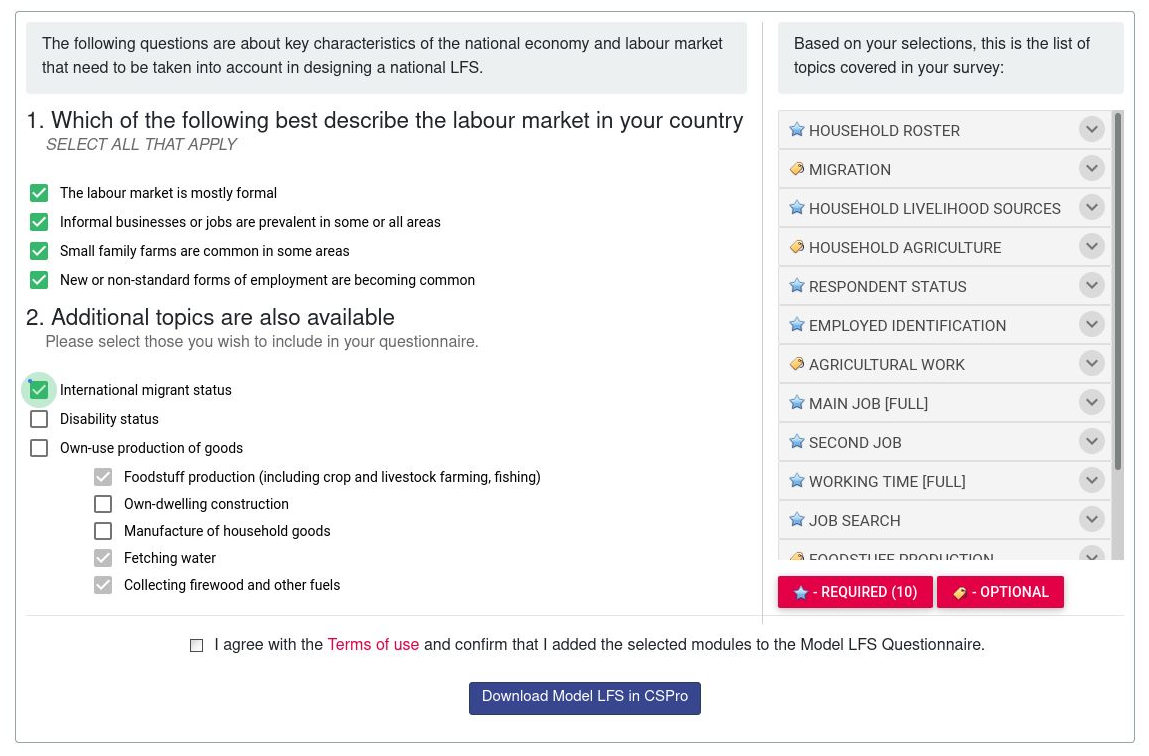 The following questions are about key characteristics of the national economy and labour market
that need to be taken into account in designing a national LFS.
1. Which of the following best describe the labour market in your country
SELECT ALL THAT APPLY
The labour market is mostly formal
Informal businesses or jobs are prevalent in some or all areas
Small family farms are common in some areas
New or non-standard forms of employment are becoming common
2. Additional topics are also available
Please select those you wish to include in your questionnaire.
International migrant status
Disability status
Own-use production of goods
Foodstuff production (including crop and livestock farming, fishing)
Own-dwelling construction
Manufacture of household goods
Fetching water
Collecting firewood and other fuels
Based on your selections, this is the list of
topics covered in your survey:
HOUSEHOLD ROSTER
MIGRATION
HOUSEHOLD LIVELIHOOD SOURCES
HOUSEHOLD AGRICULTURE
RESPONDENT STATUS
EMPLOYED IDENTIFICATION
AGRICULTURAL WORK
MAIN JOB [FULL]
SECOND JOB
WORKING TIME [FULL]
JOB SEARCH
FOODSTUFF PRODUCTION
- REQUIRED (10)
- OPTIONAL
I agree with the Terms of use and confirm that I added the selected modules to the Model LFS Questionnaire.
Download Model LFS in CSPro